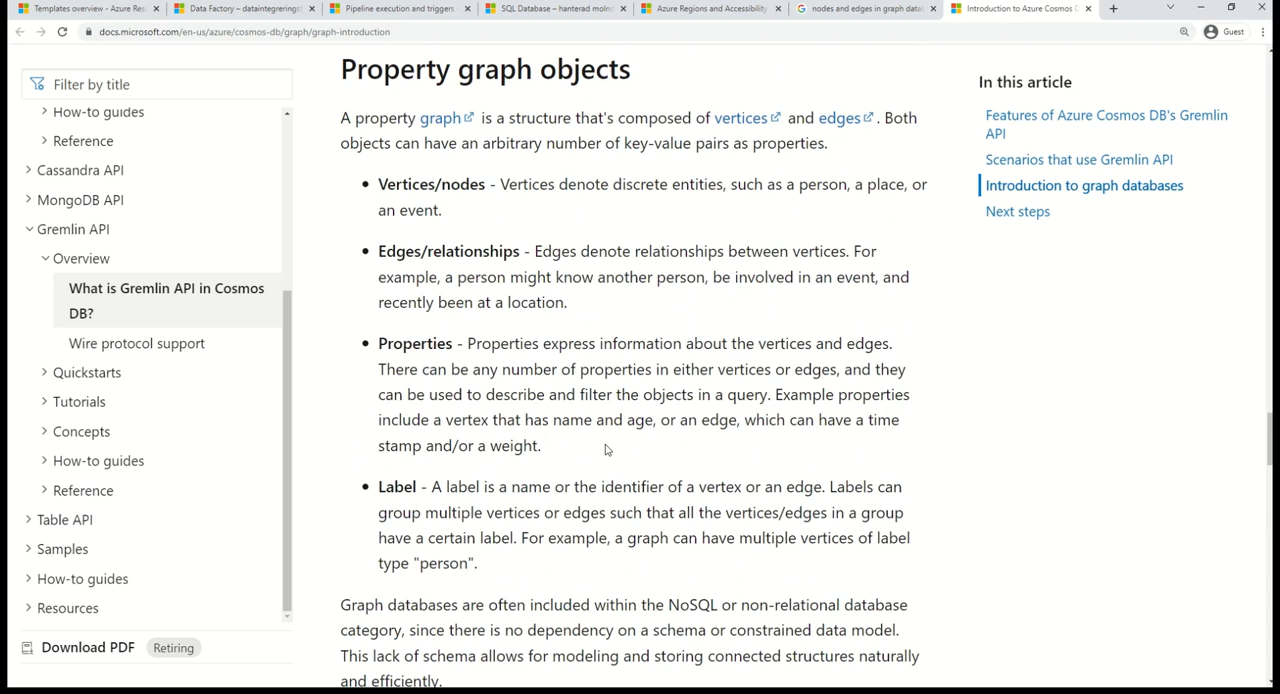 Templates overview - Azure Res
Data Factory – dataintegreringst
Pipeline execution and triggers -
SQL Database – hanterad moln
Azure Regions and Accessibility
nodes and edges in graph data
Introduction to Azure Cosmos D
docs.microsoft.com/en-us/azure/cosmos-db/graph/graph-introduction
Guest
Filter by title
How-to guides
Reference
Cassandra API
MongoDB API
Gremlin API
Overview
What is Gremlin API in Cosmos
DB?
Wire protocol support
Quickstarts
Tutorials
Concepts
How-to guides
Reference
Table API
Samples
How-to guides
Resources
Download PDF
Retiring
Property graph objects
A property graph is a structure that's composed of vertices and edges . Both
objects can have an arbitrary number of key-value pairs as properties.
• Vertices/nodes - Vertices denote discrete entities, such as a person, a place, or
an event.
• Edges/relationships - Edges denote relationships between vertices. For
example, a person might know another person, be involved in an event, and
recently been at a location.
• Properties - Properties express information about the vertices and edges.
There can be any number of properties in either vertices or edges, and they
can be used to describe and filter the objects in a query. Example properties
include a vertex that has name and age, or an edge, which can have a time
stamp and/or a weight.
• Label - A label is a name or the identifier of a vertex or an edge. Labels can
group multiple vertices or edges such that all the vertices/edges in a group
have a certain label. For example, a graph can have multiple vertices of label
type "person".
Graph databases are often included within the NoSQL or non-relational database
category, since there is no dependency on a schema or constrained data model.
This lack of schema allows for modeling and storing connected structures naturally
and efficiently.
In this article
Features of Azure Cosmos DB's Gremlin
API
Scenarios that use Gremlin API
Introduction to graph databases
Next steps